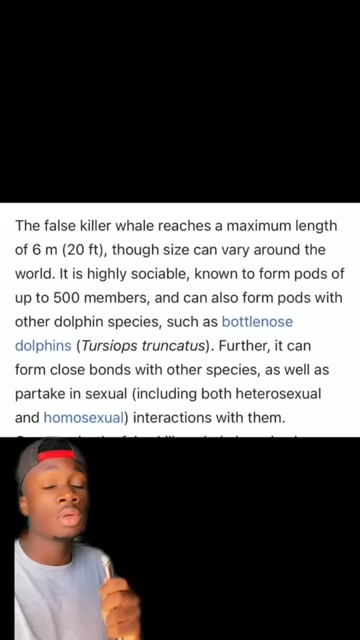 The false killer whale reaches a maximum length
of 6 m (20 ft), though size can vary around the
world. It is highly sociable, known to form pods of
up to 500 members, and can also form pods with
other dolphin species, such as bottlenose
dolphins (Tursiops truncatus). Further, it can
form close bonds with other species, as well as
partake in sexual (including both heterosexual
and homosexual) interactions with them.